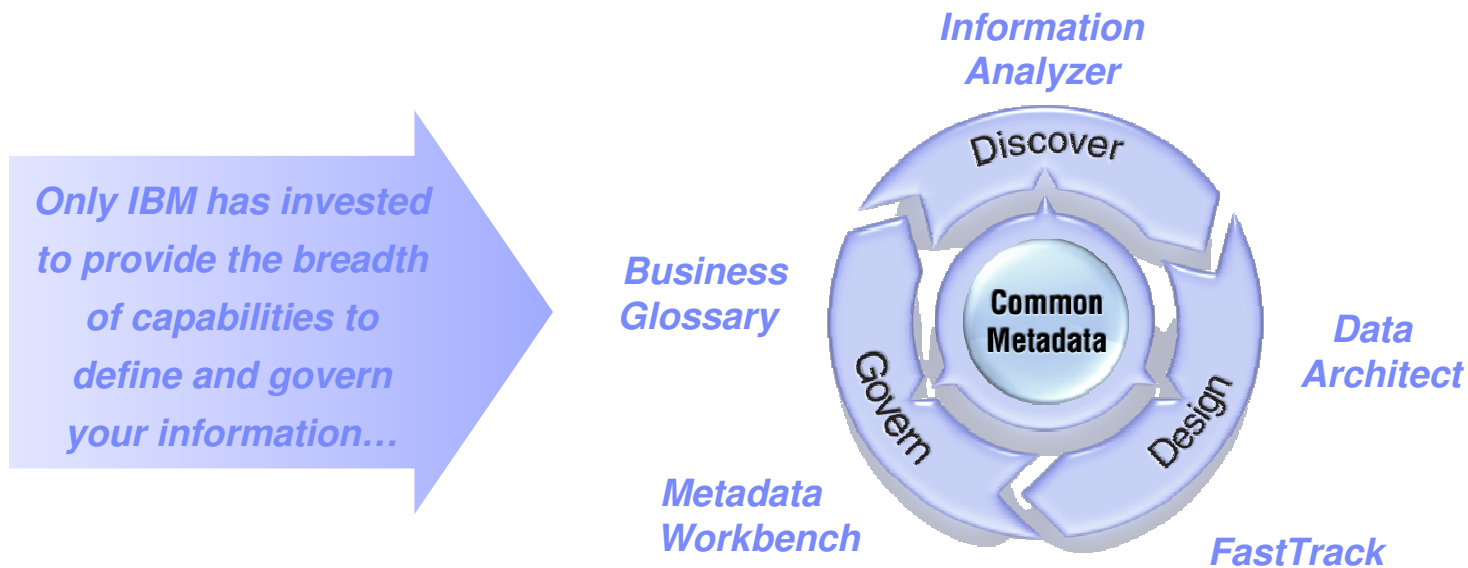 Only IBM has invested
to provide the breadth
of capabilities to
define and govern
your information…
Information
Analyzer
Discover
Business
Glossary
Common
Metadata
Data
Architect
Govern
Design
Metadata
Workbench
FastTrack